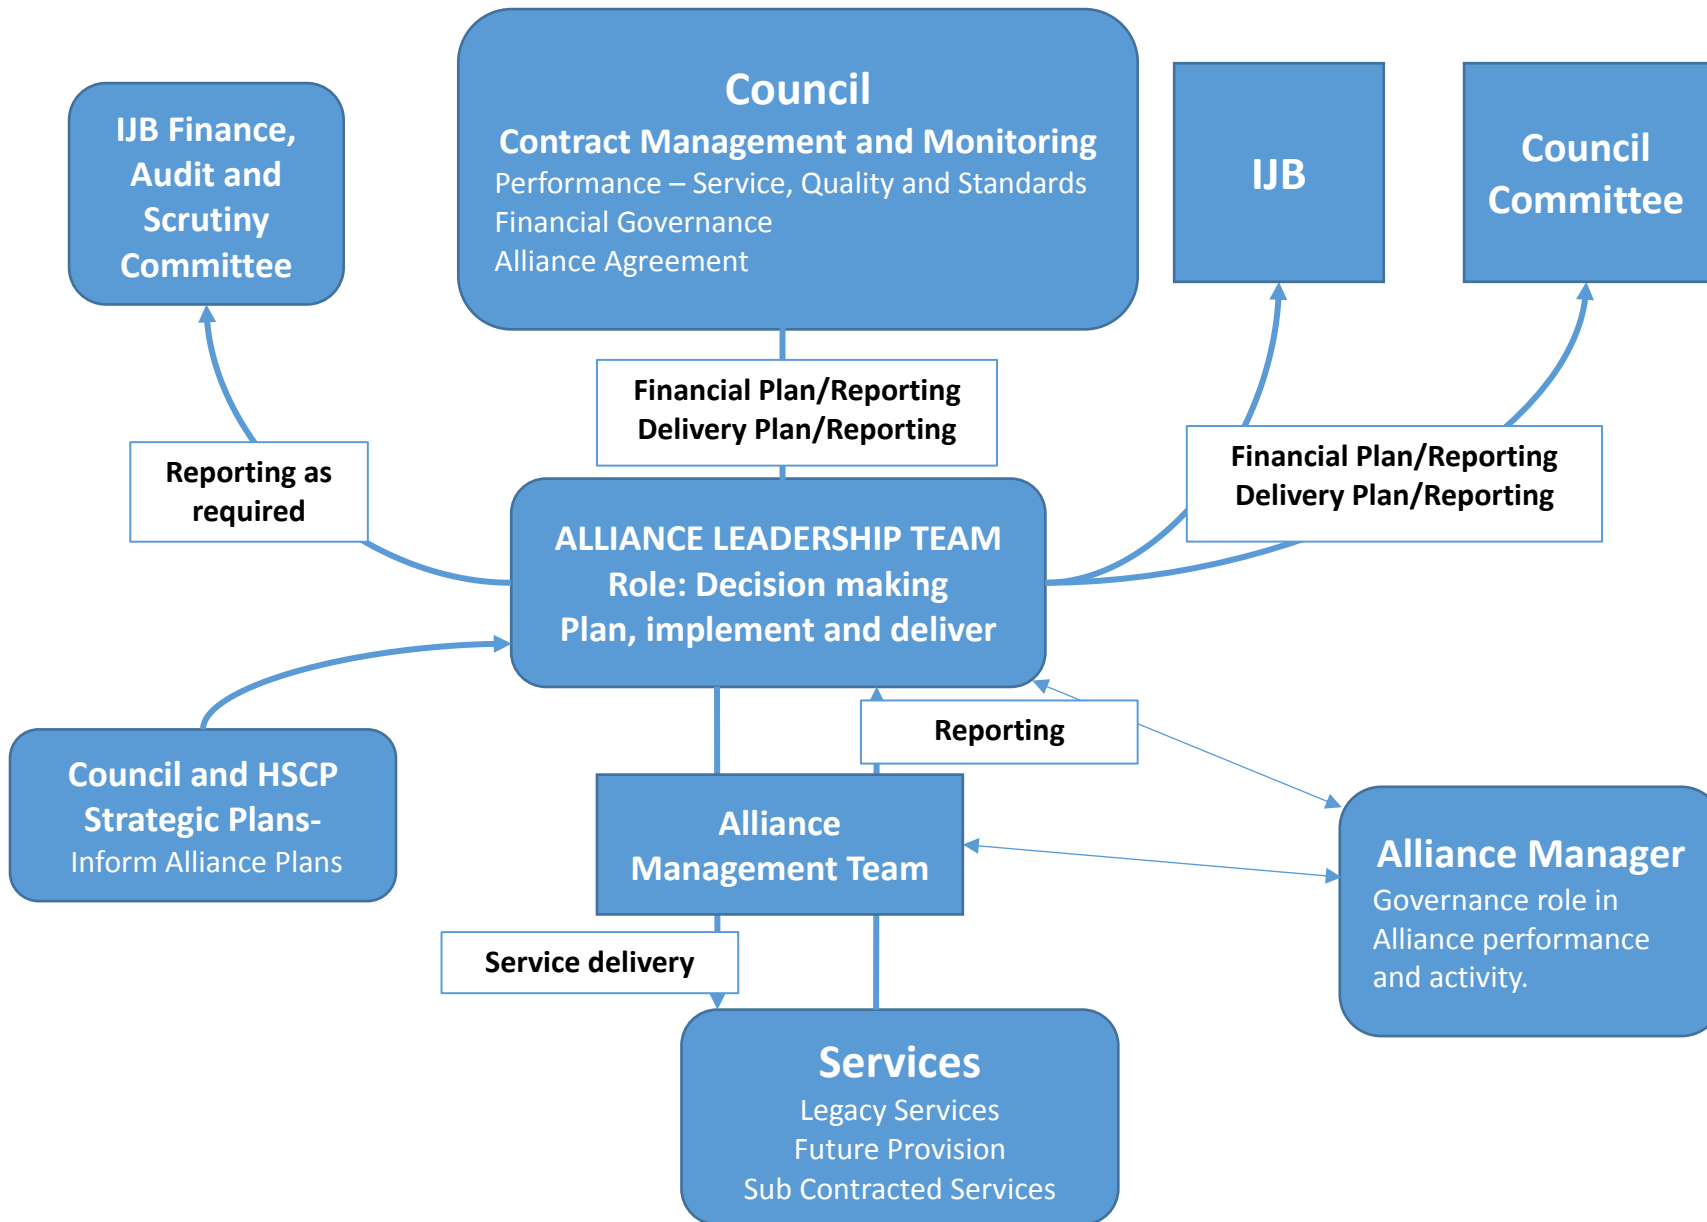 Council
Contract Management and Monitoring
Performance – Service, Quality and Standards
Financial Governance
Alliance Agreement
IJB Finance,
Audit and
Scrutiny
Committee
IJB
Council
Committee
Financial Plan/Reporting
Delivery Plan/Reporting
Reporting as
required
Financial Plan/Reporting
Delivery Plan/Reporting
ALLIANCE LEADERSHIP TEAM
Role: Decision making
Plan, implement and deliver
Reporting
Council and HSCP
Strategic Plans-
Inform Alliance Plans
Alliance
Management Team
Alliance Manager
Governance role in
Alliance performance
and activity.
Service delivery
Services
Legacy Services
Future Provision
Sub Contracted Services